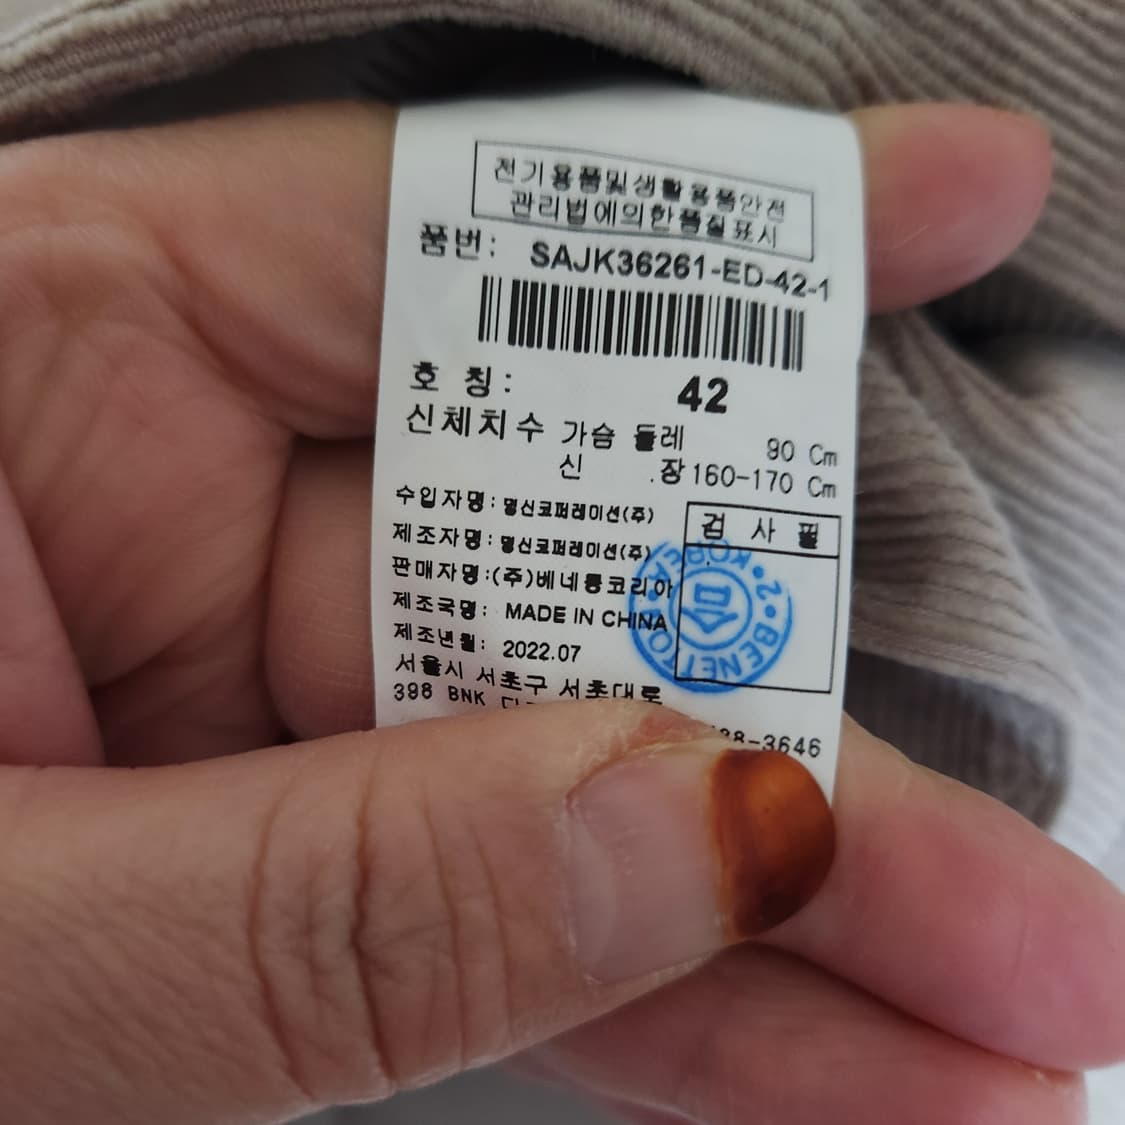 전기용품및생활용품안전
관리법에의한품질표시
품번: SAJK36261-ED-42-1
호 칭: 42
신체치수 가슴 둘레 90 Cm
신 장 160-170 Cm
수입자명: 명신코퍼레이션(주)
제조자명: 명신코퍼레이션(주)
판매자명:(주)베네통코리아
제조국명: MADE IN CHINA
제조년월: 2022.07
검 사 필
BENETTON KOREA 2
서울시 서초구 서초대로
398 BNK
88-3646